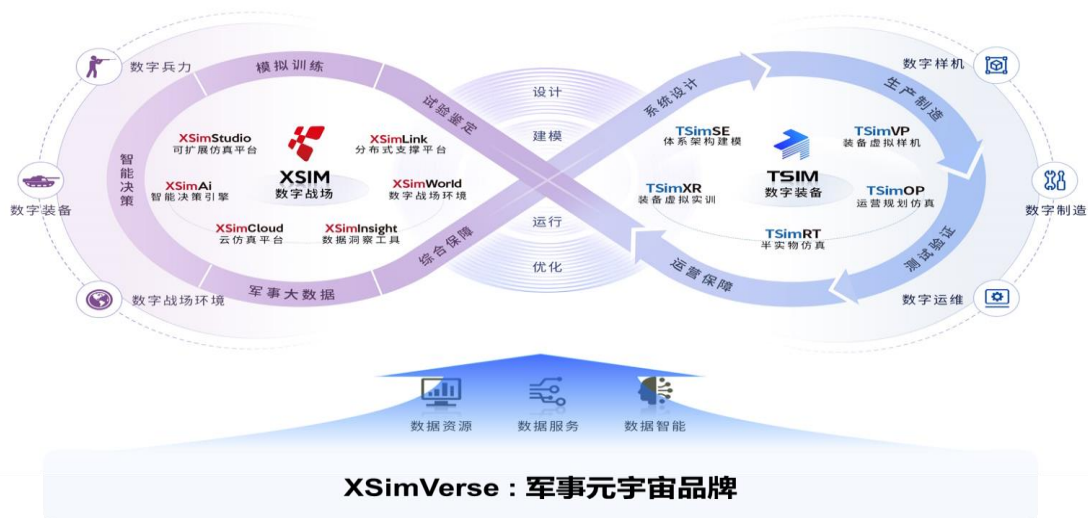 数字兵力
模拟训练
试验鉴定
智能决策
数字装备
XSimStudio
可扩展仿真平台
XSimLink
分布式支撑平台
XSIM
数字战场
XSimAi
智能决策引擎
XSimWorld
数字战场环境
XSimCloud
云仿真平台
XSimInsight
数据洞察工具
综合保障
军事大数据
数字战场环境
设计
建模
运行
优化
系统设计
生产制造
数字样机
TSimSE
体系架构建模
TSimVP
装备虚拟样机
TSIM
数字装备
TSimXR
装备虚拟实训
TSimOP
运营规划仿真
TSimRT
半实物仿真
数字制造
测试验证
运营保障
数字运维
数据资源
数据服务
数据智能
XSimVerse：军事元宇宙品牌